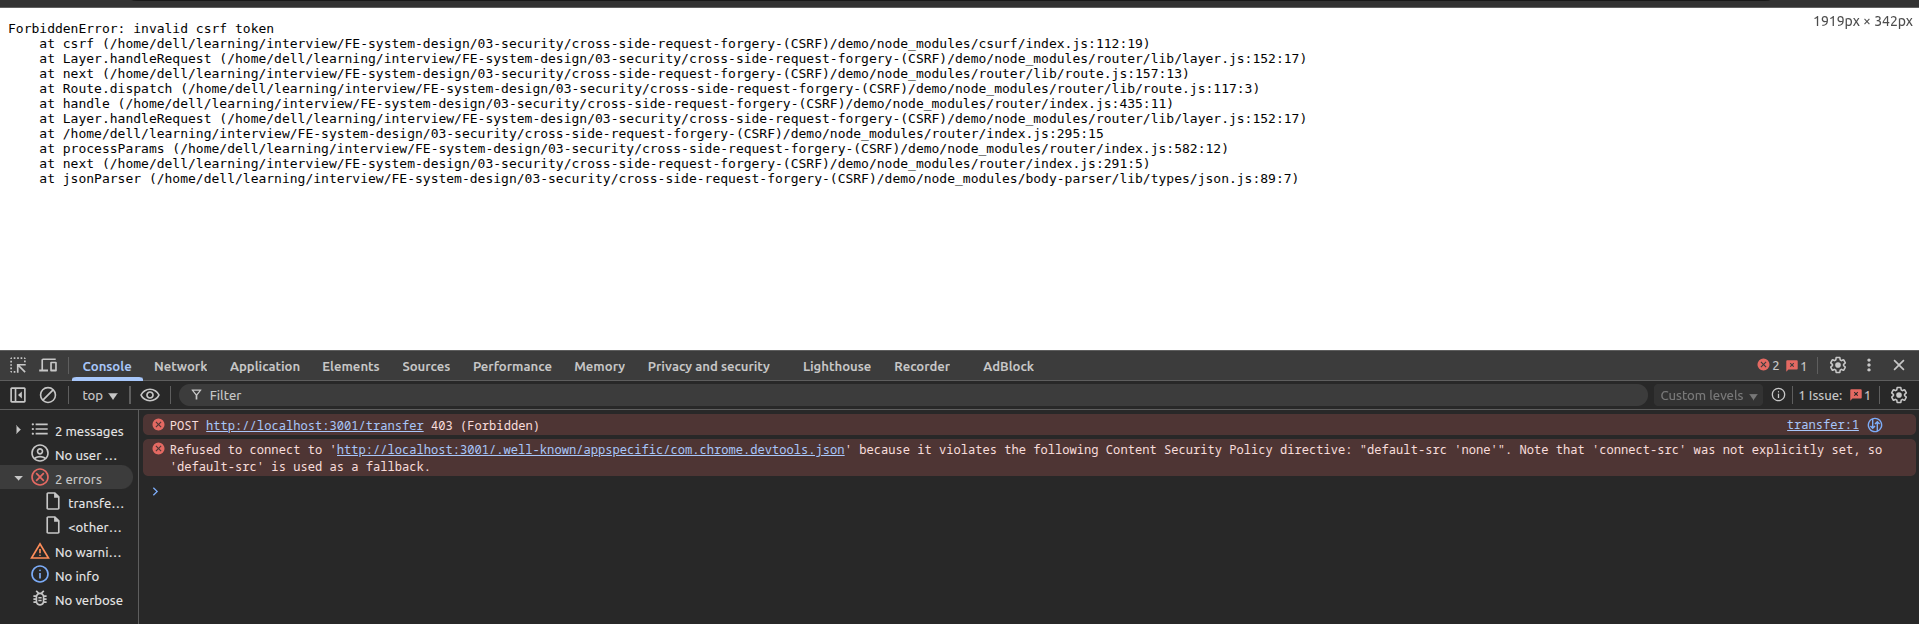 1919px × 342px
ForbiddenError: invalid csrf token
at csrf (/home/dell/learning/interview/FE-system-design/03-security/cross-side-request-forgery-(CSRF)/demo/node_modules/csurf/index.js:112:19)
at Layer.handleRequest (/home/dell/learning/interview/FE-system-design/03-security/cross-side-request-forgery-(CSRF)/demo/node_modules/router/lib/layer.js:152:17)
at next (/home/dell/learning/interview/FE-system-design/03-security/cross-side-request-forgery-(CSRF)/demo/node_modules/router/lib/route.js:157:13)
at Route.dispatch (/home/dell/learning/interview/FE-system-design/03-security/cross-side-request-forgery-(CSRF)/demo/node_modules/router/lib/route.js:117:3)
at handle (/home/dell/learning/interview/FE-system-design/03-security/cross-side-request-forgery-(CSRF)/demo/node_modules/router/index.js:435:11)
at Layer.handleRequest (/home/dell/learning/interview/FE-system-design/03-security/cross-side-request-forgery-(CSRF)/demo/node_modules/router/lib/layer.js:152:17)
at /home/dell/learning/interview/FE-system-design/03-security/cross-side-request-forgery-(CSRF)/demo/node_modules/router/index.js:295:15
at processParams (/home/dell/learning/interview/FE-system-design/03-security/cross-side-request-forgery-(CSRF)/demo/node_modules/router/index.js:582:12)
at next (/home/dell/learning/interview/FE-system-design/03-security/cross-side-request-forgery-(CSRF)/demo/node_modules/router/index.js:291:5)
at jsonParser (/home/dell/learning/interview/FE-system-design/03-security/cross-side-request-forgery-(CSRF)/demo/node_modules/body-parser/lib/types/json.js:89:7)
Console Network Application Elements Sources Performance Memory Privacy and security Lighthouse Recorder AdBlock 2 1
top Filter Custom levels 1 Issue: 1
2 messages
No user ...
2 errors
transfe...
<other...
No warni...
No info
No verbose
POST http://localhost:3001/transfer 403 (Forbidden) transfer:1
Refused to connect to 'http://localhost:3001/.well-known/appspecific/com.chrome.devtools.json' because it violates the following Content Security Policy directive: "default-src 'none'". Note that 'connect-src' was not explicitly set, so
'default-src' is used as a fallback.